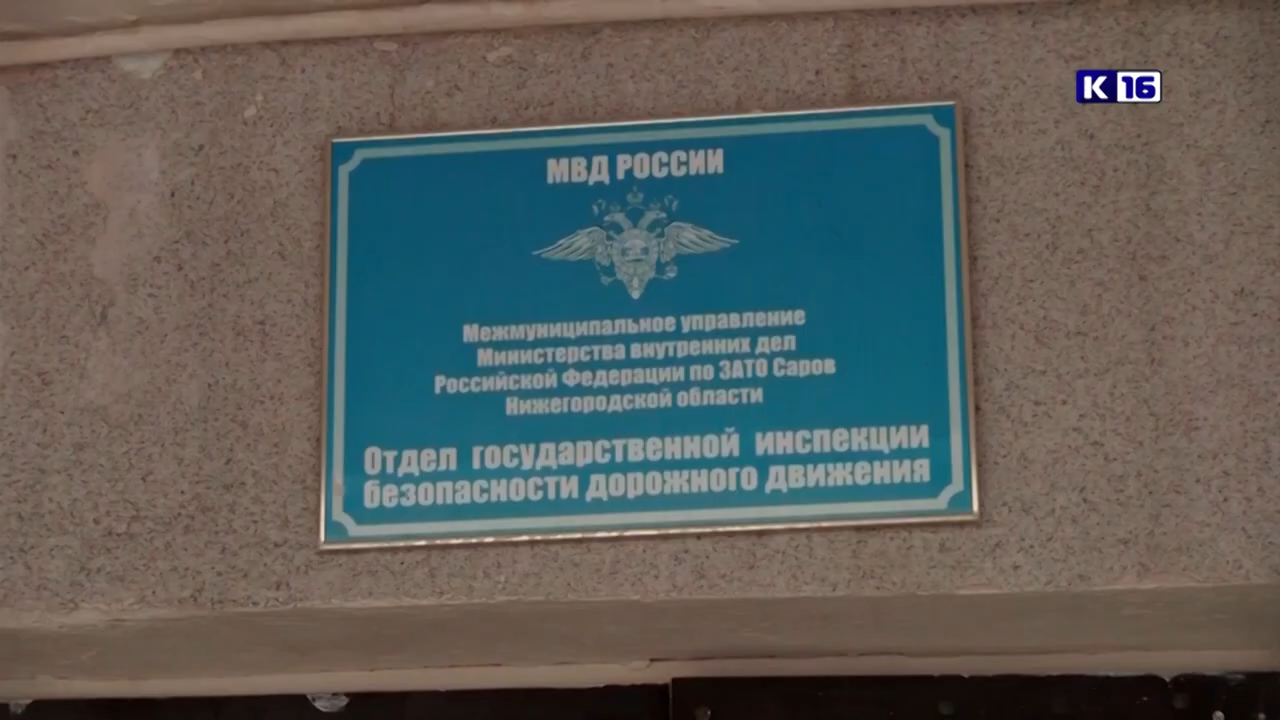 К 16
МВД РОССИИ
Межмуниципальное управление
Министерства внутренних дел
Российской Федерации по ЗАТО Саров
Нижегородской области
Отдел государственной инспекции
безопасности дорожного движения